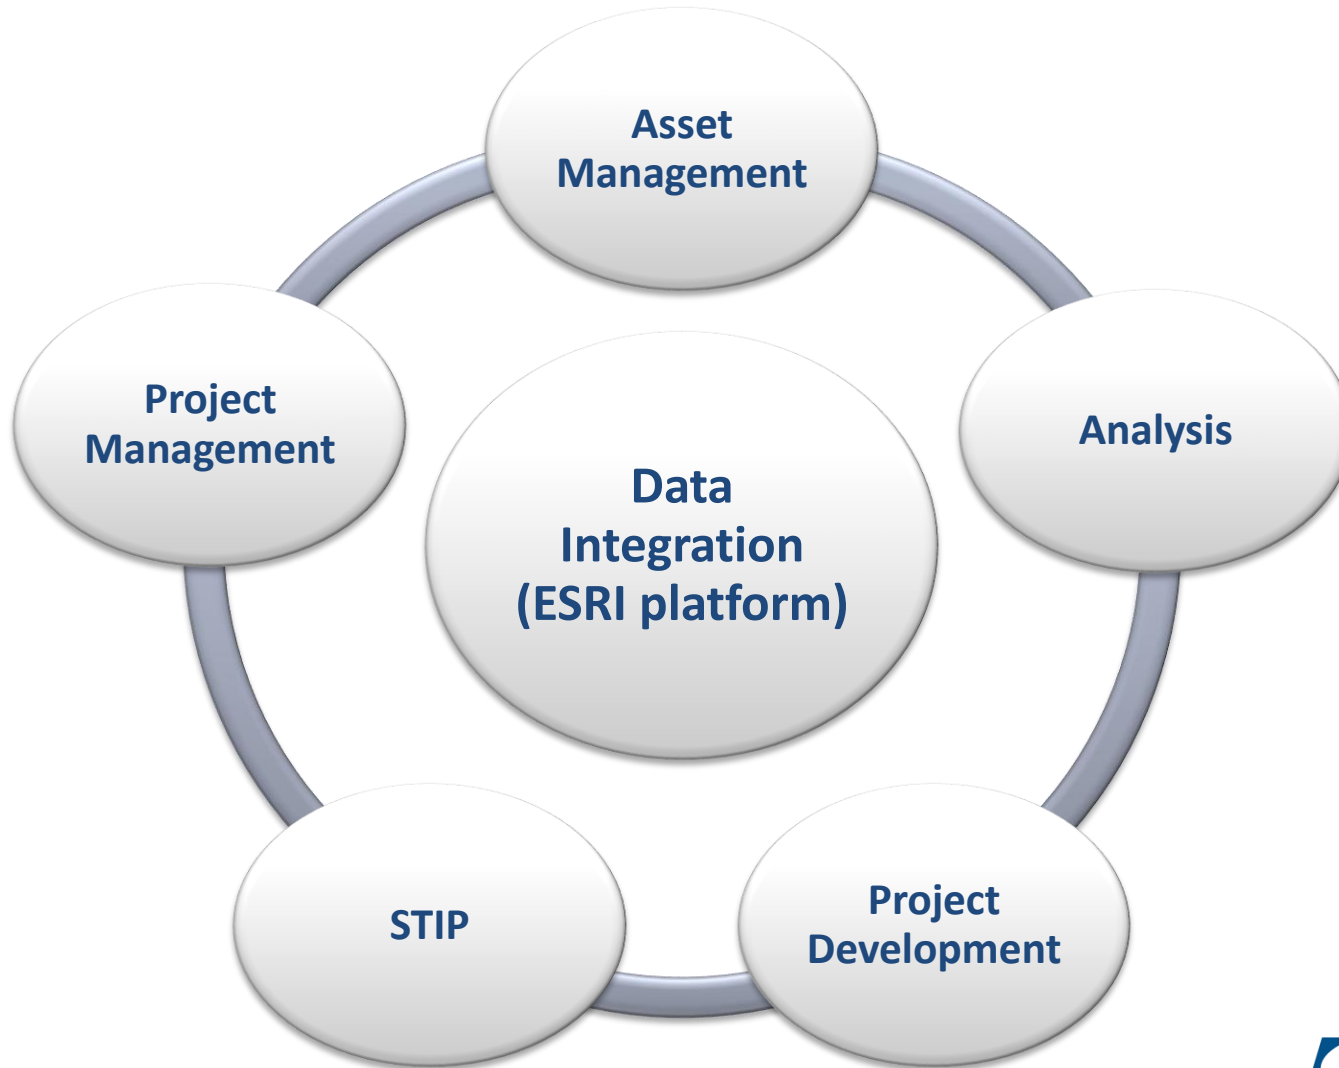 Asset
Management
Project
Management
Analysis
Data
Integration
(ESRI platform)
STIP
Project
Development